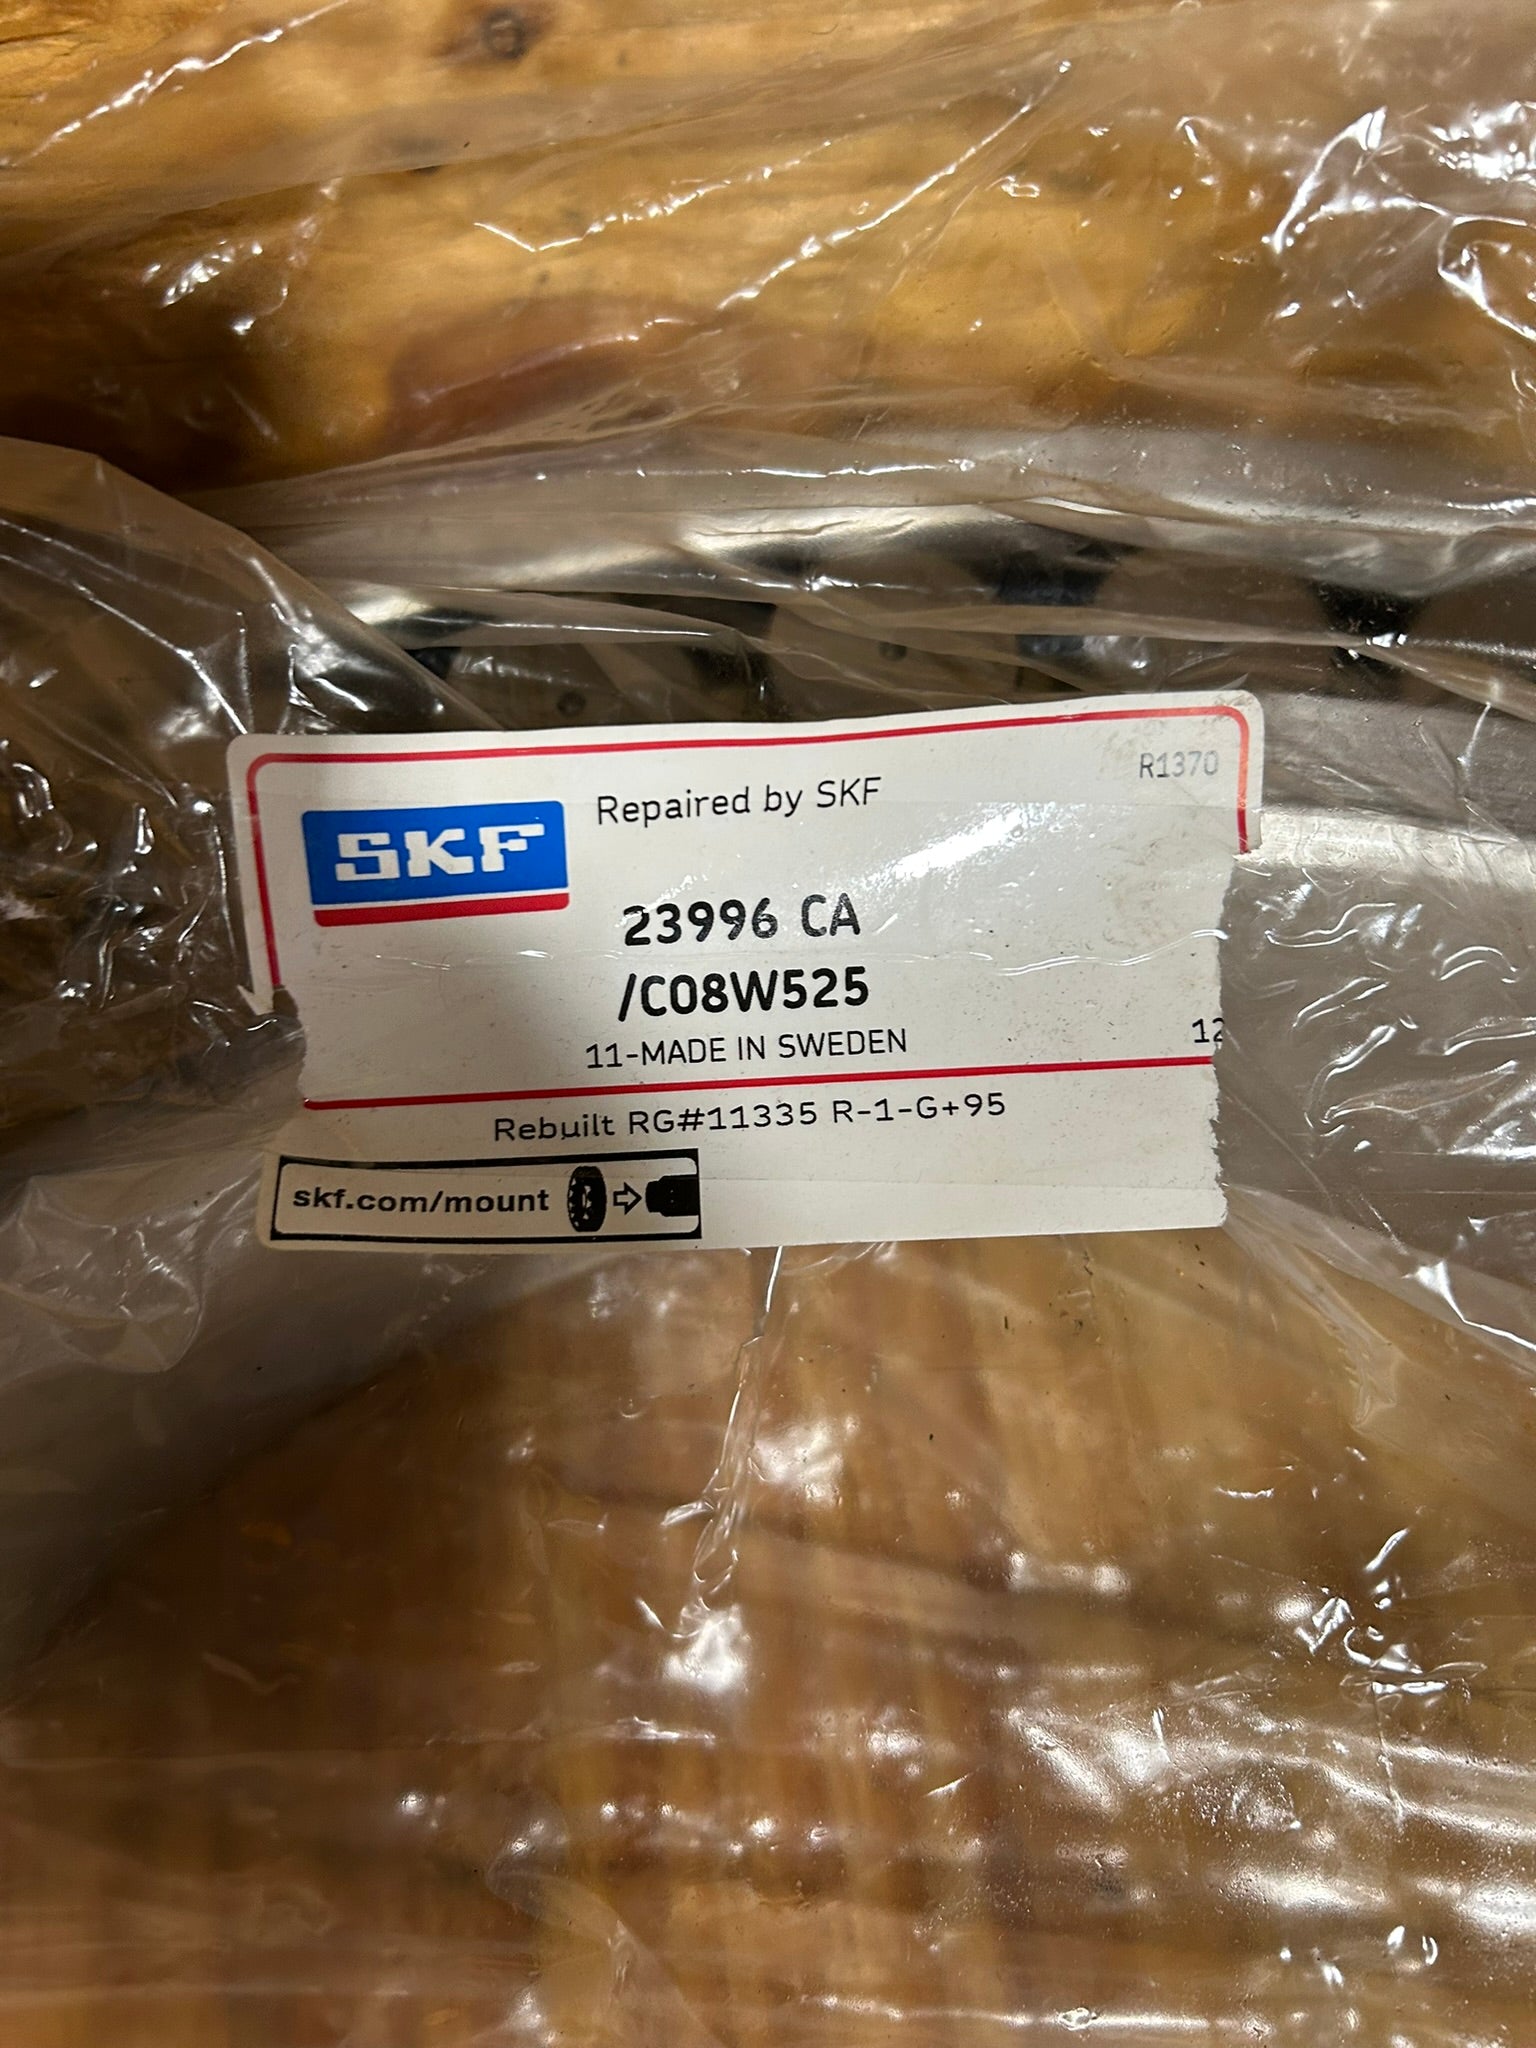 R1370
Repaired by SKF
SKF
23996 CA
/C08W525
11-MADE IN SWEDEN
12
Rebuilt RG#11335 R-1-G+95
skf.com/mount